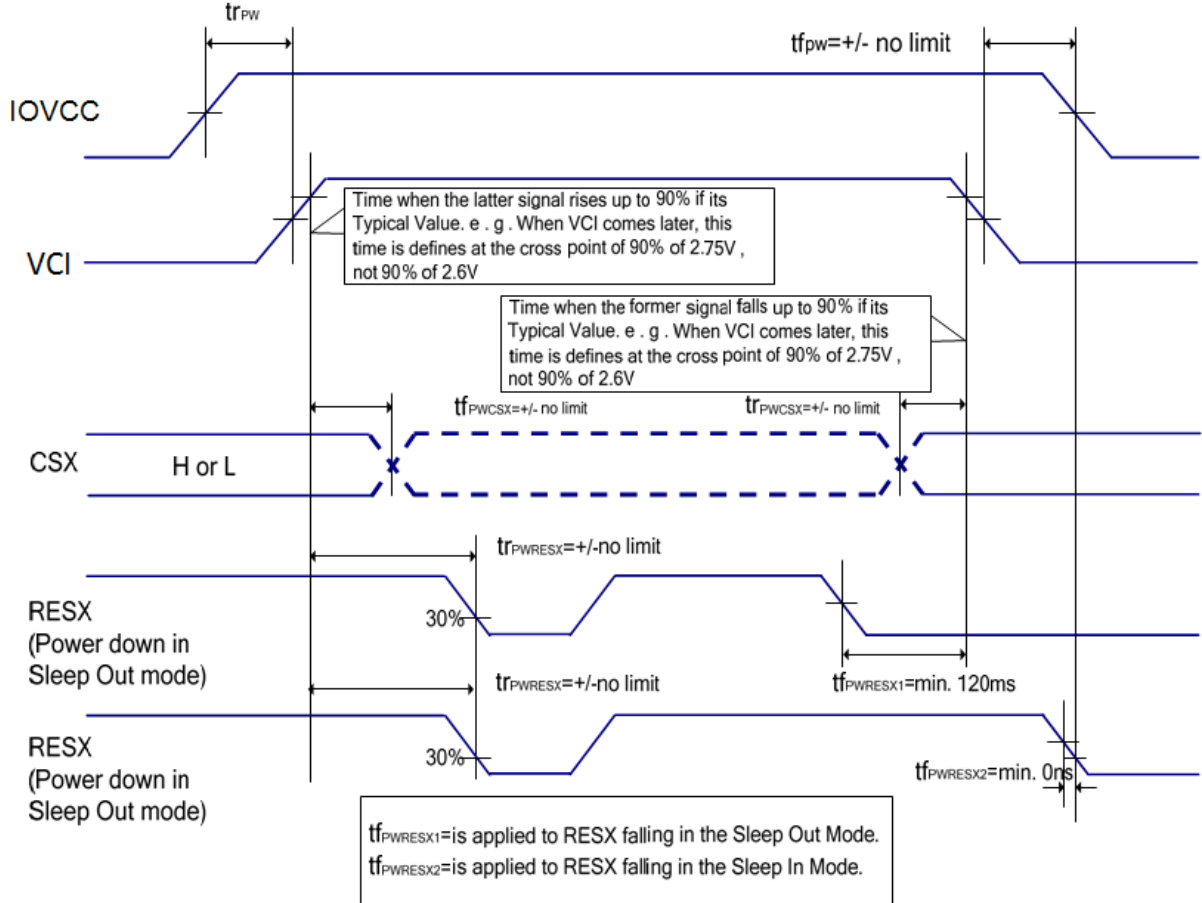 trPW
tfpw=+/- no limit
IOVCC
VCI
Time when the latter signal rises up to 90% if its
Typical Value. e . g . When VCI comes later, this
time is defines at the cross point of 90% of 2.75V ,
not 90% of 2.6V
Time when the former signal falls up to 90% if its
Typical Value. e . g . When VCI comes later, this
time is defines at the cross point of 90% of 2.75V ,
not 90% of 2.6V
tfPWCSX=+/- no limit
trPWCSX=+/- no limit
CSX
H or L
trPWRESX=+/-no limit
RESX
(Power down in
Sleep Out mode)
30%
trPWRESX=+/-no limit
tfPWRESX1=min. 120ms
RESX
(Power down in
Sleep Out mode)
30%
tfPWRESX2=min. 0ns
tfPWRESX1=is applied to RESX falling in the Sleep Out Mode.
tfPWRESX2=is applied to RESX falling in the Sleep In Mode.